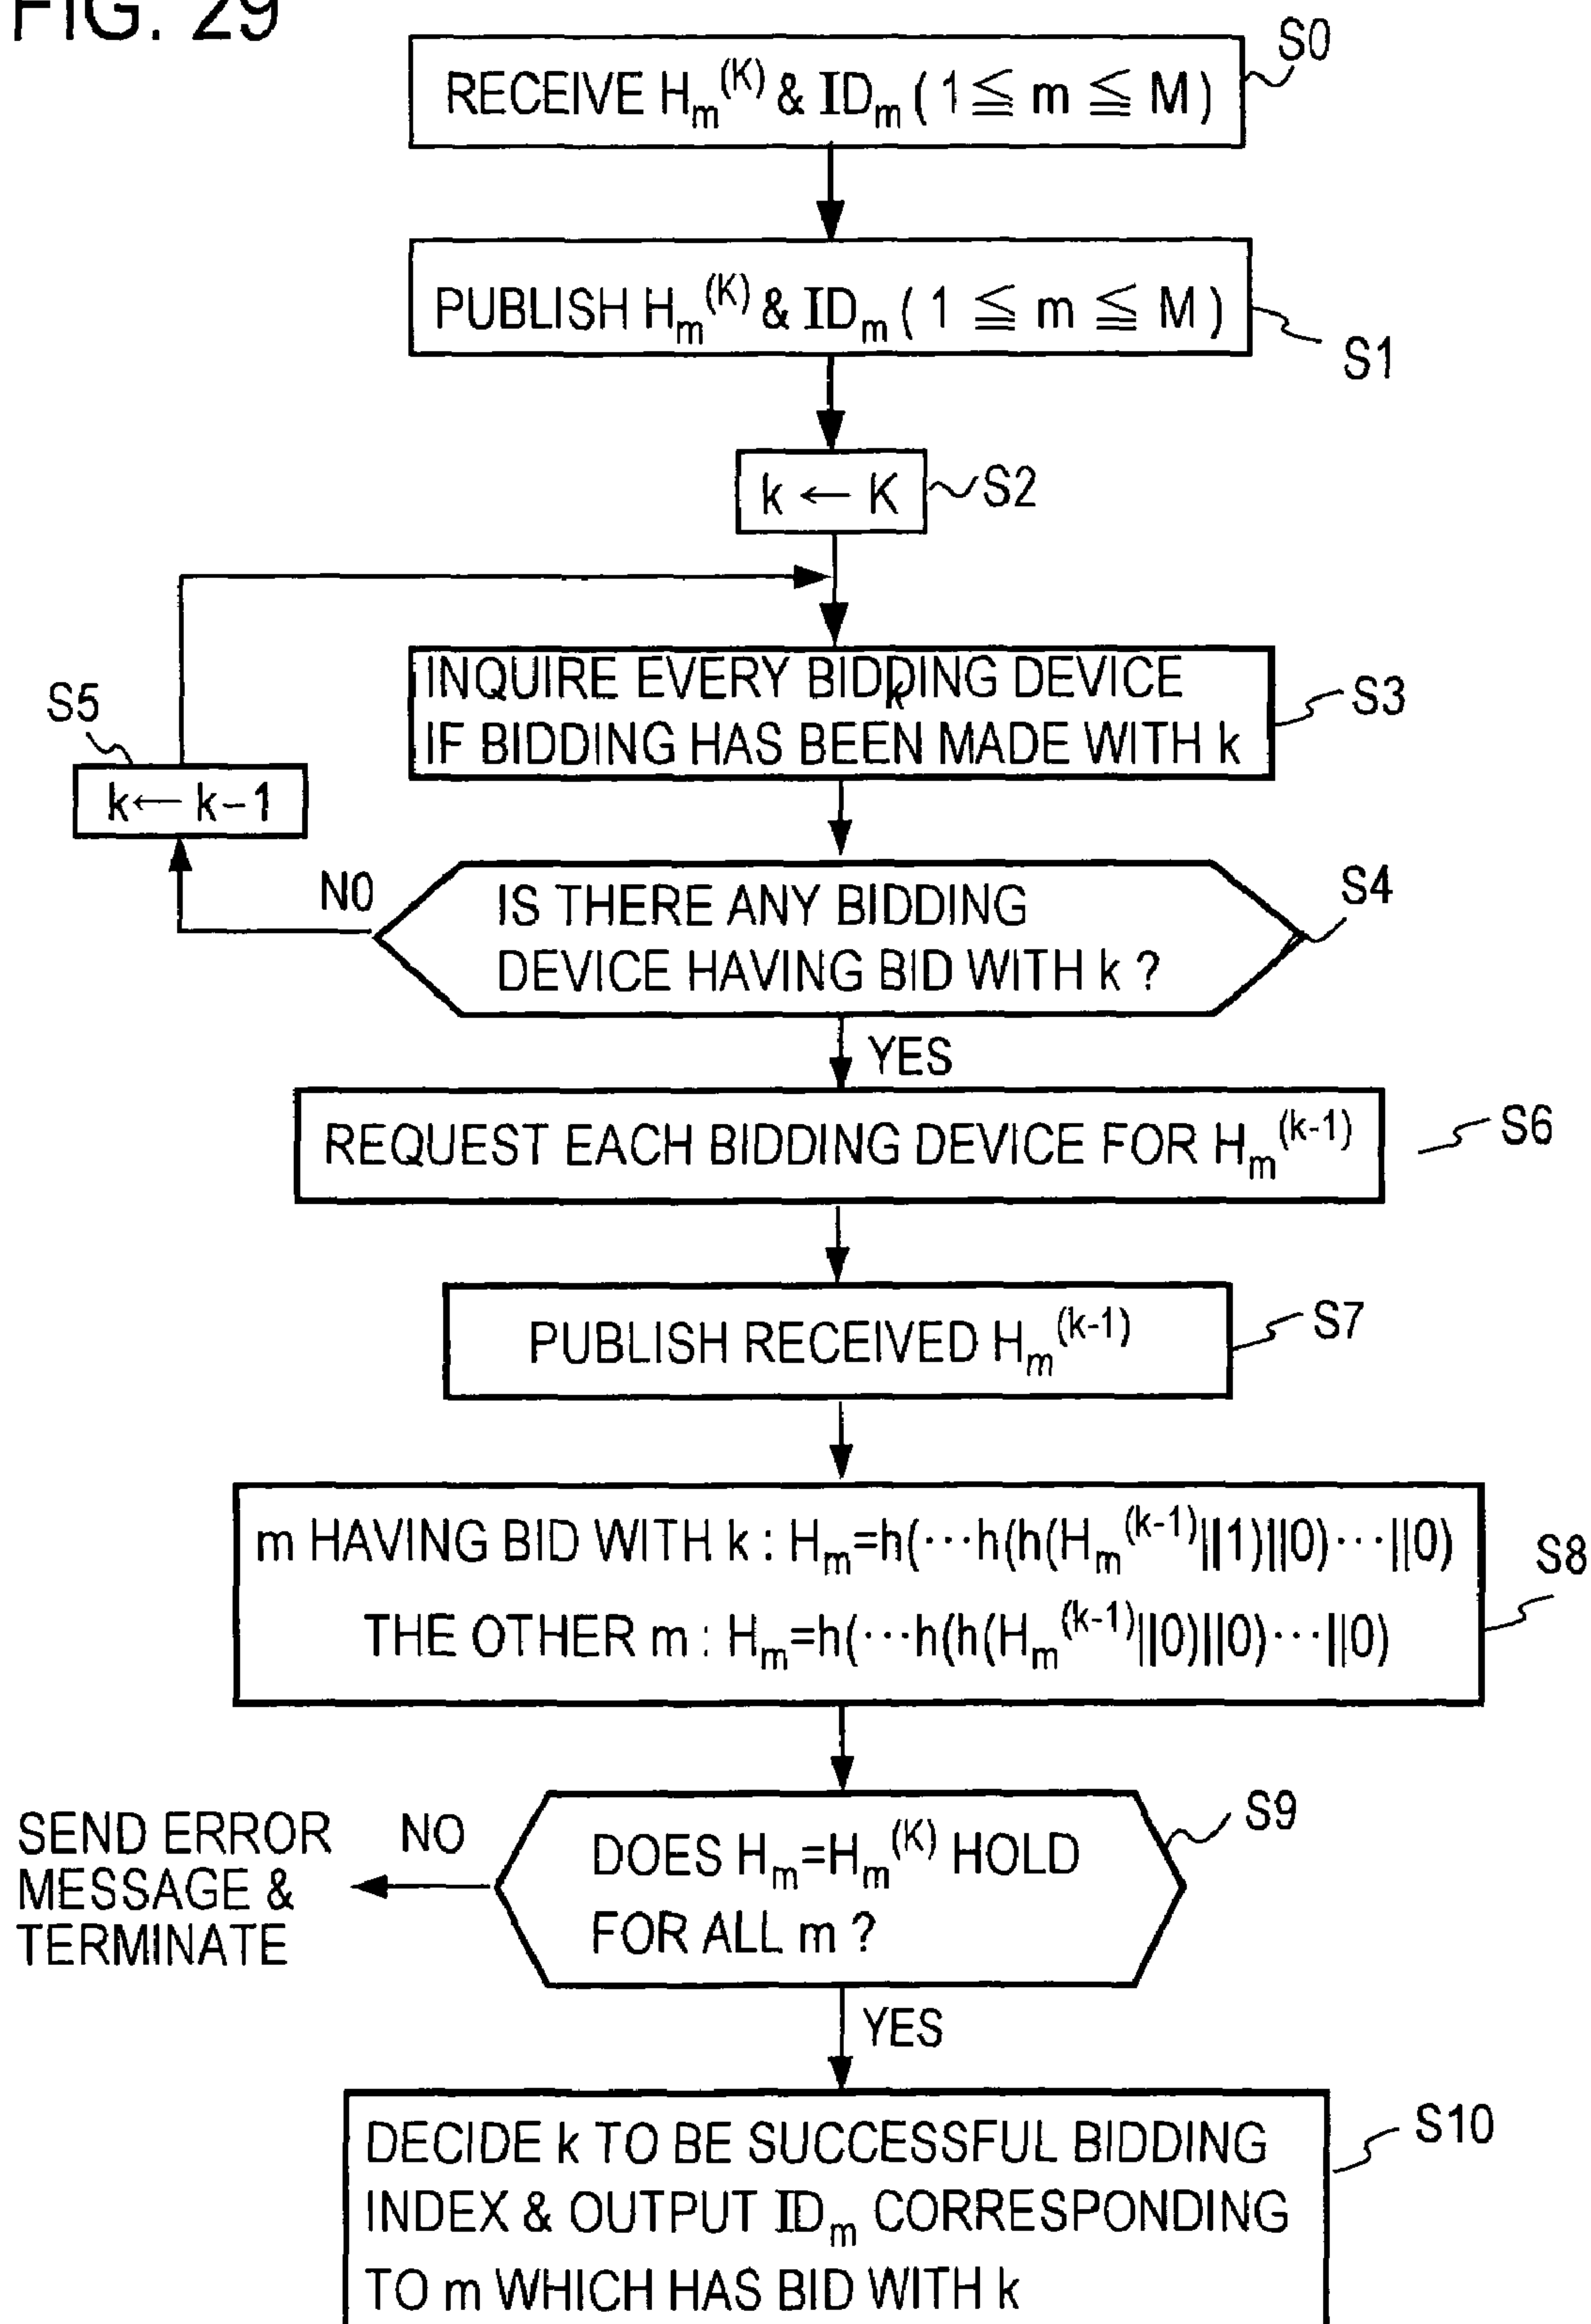 FIG. 29
RECEIVE Hm(K) & IDm ( 1 ≦ m ≦ M )
S0
PUBLISH Hm(K) & IDm ( 1 ≦ m ≦ M )
S1
k ← K
S2
INQUIRE EVERY BIDDING DEVICE
k
IF BIDDING HAS BEEN MADE WITH k
S3
S5
k ← k-1
NO
IS THERE ANY BIDDING
DEVICE HAVING BID WITH k ?
S4
YES
REQUEST EACH BIDDING DEVICE FOR Hm(k-1)
S6
PUBLISH RECEIVED Hm(k-1)
S7
m HAVING BID WITH k : Hm=h(···h(h(Hm(k-1)||1)||0)···||0)
THE OTHER m : Hm=h(···h(h(Hm(k-1)||0)||0)···||0)
S8
SEND ERROR
MESSAGE &
TERMINATE
NO
DOES Hm=Hm(K) HOLD
FOR ALL m ?
S9
YES
DECIDE k TO BE SUCCESSFUL BIDDING
INDEX & OUTPUT IDm CORRESPONDING
TO m WHICH HAS BID WITH k
S10